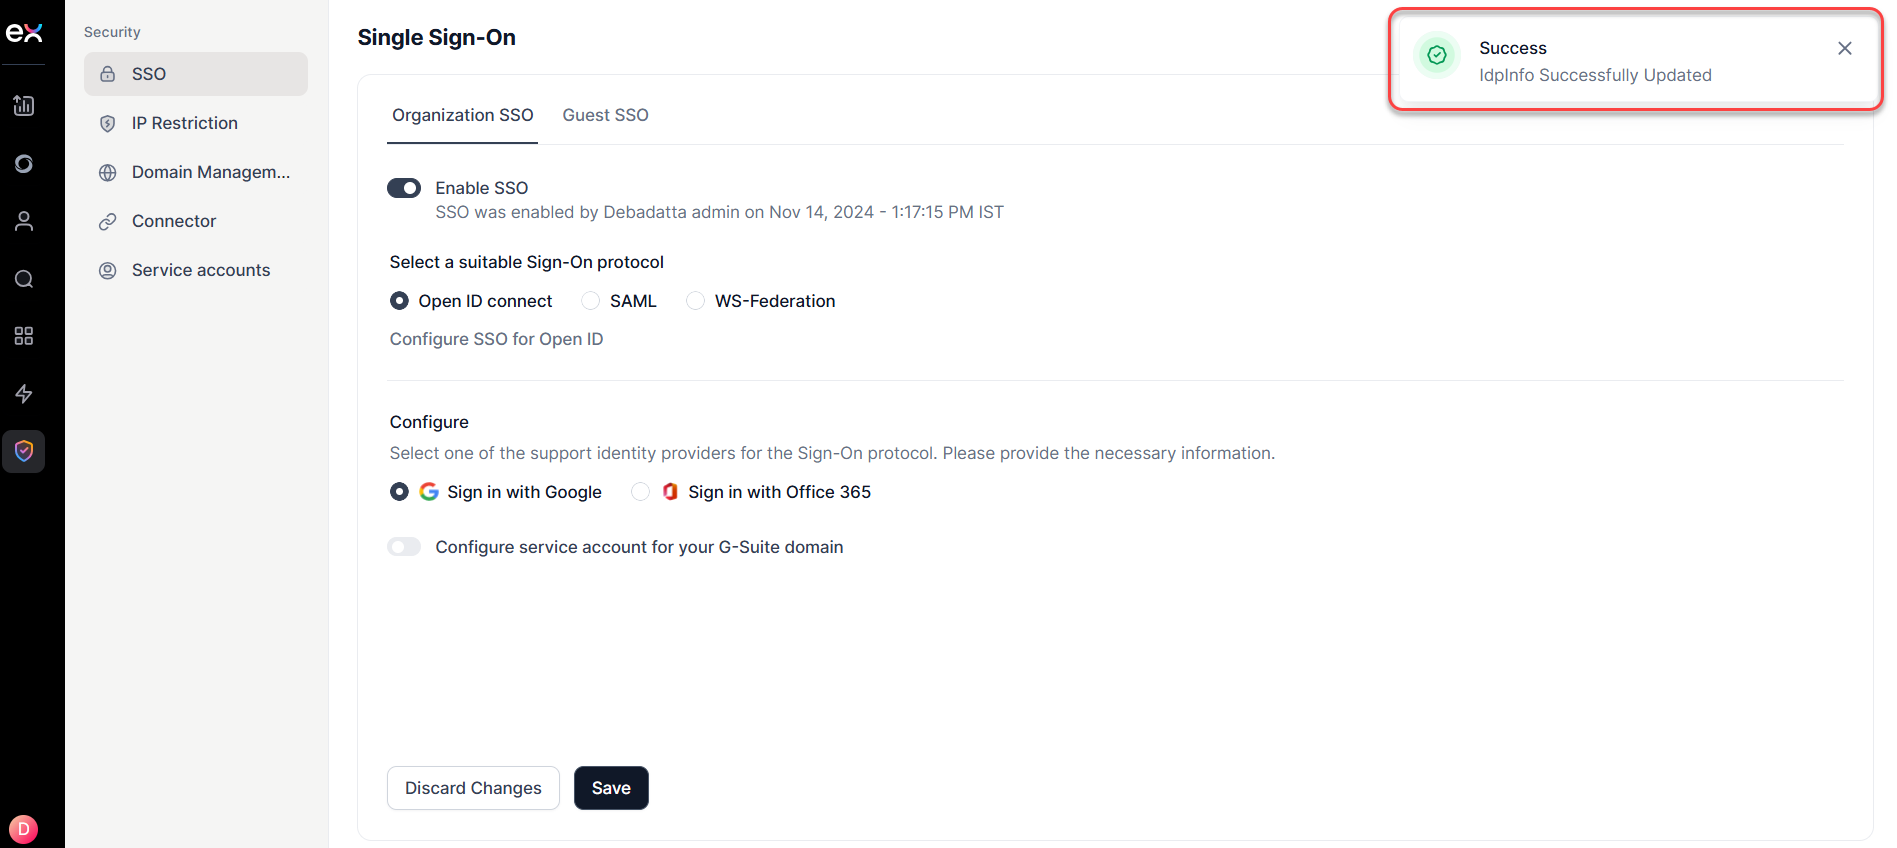 ex
Security
SSO
IP Restriction
Domain Managem...
Connector
Service accounts
D
Single Sign-On
Success
IdpInfo Successfully Updated
Organization SSO
Guest SSO
Enable SSO
SSO was enabled by Debadatta admin on Nov 14, 2024 - 1:17:15 PM IST
Select a suitable Sign-On protocol
Open ID connect
SAML
WS-Federation
Configure SSO for Open ID
Configure
Select one of the support identity providers for the Sign-On protocol. Please provide the necessary information.
Sign in with Google
Sign in with Office 365
Configure service account for your G-Suite domain
Discard Changes
Save